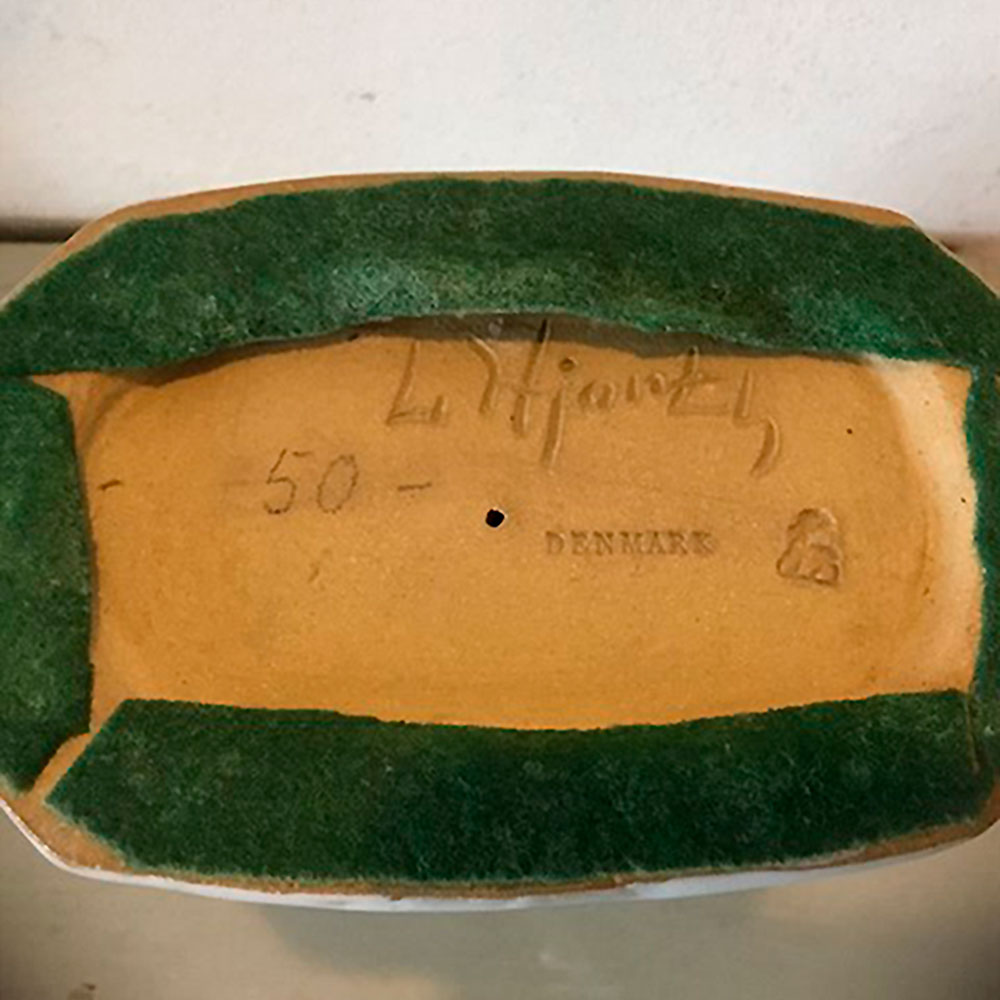 L. Hjorth
50 -
DENMARK